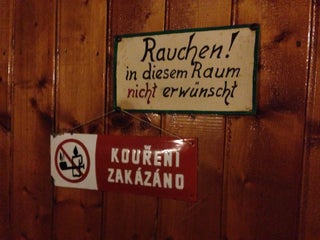 Rauchen!
in diesem Raum
nicht erwünscht
KOUŘENÍ
ZAKÁZÁNO